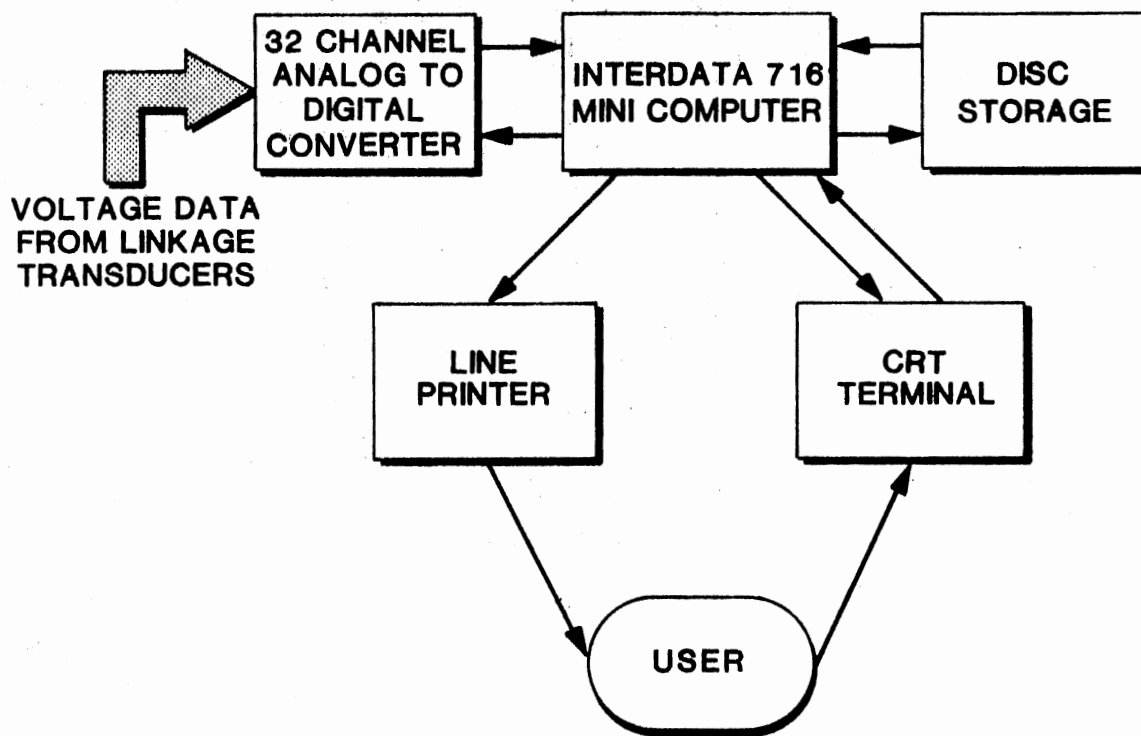 32 CHANNEL
ANALOG TO
DIGITAL
CONVERTER
INTERDATA 716
MINI COMPUTER
DISC
STORAGE
VOLTAGE DATA
FROM LINKAGE
TRANSDUCERS
LINE
PRINTER
CRT
TERMINAL
USER